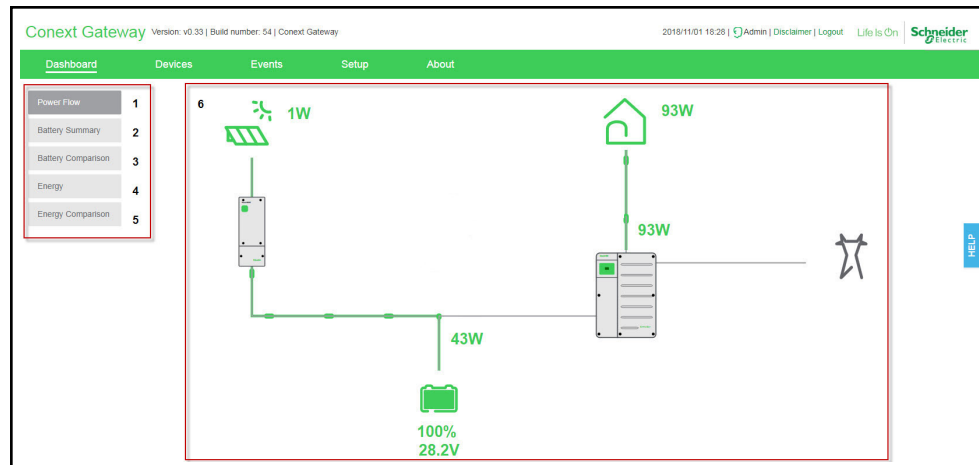 Conext Gateway Version: v0.33 | Build number: 54 | Conext Gateway
2018/11/01 18:28 | Admin | Disclaimer | Logout
Life Is On
Schneider
Electric
Dashboard Devices Events Setup About
Power Flow 1
Battery Summary 2
Battery Comparison 3
Energy 4
Energy Comparison 5
6
1W
93W
93W
43W
100%
28.2V
HELP